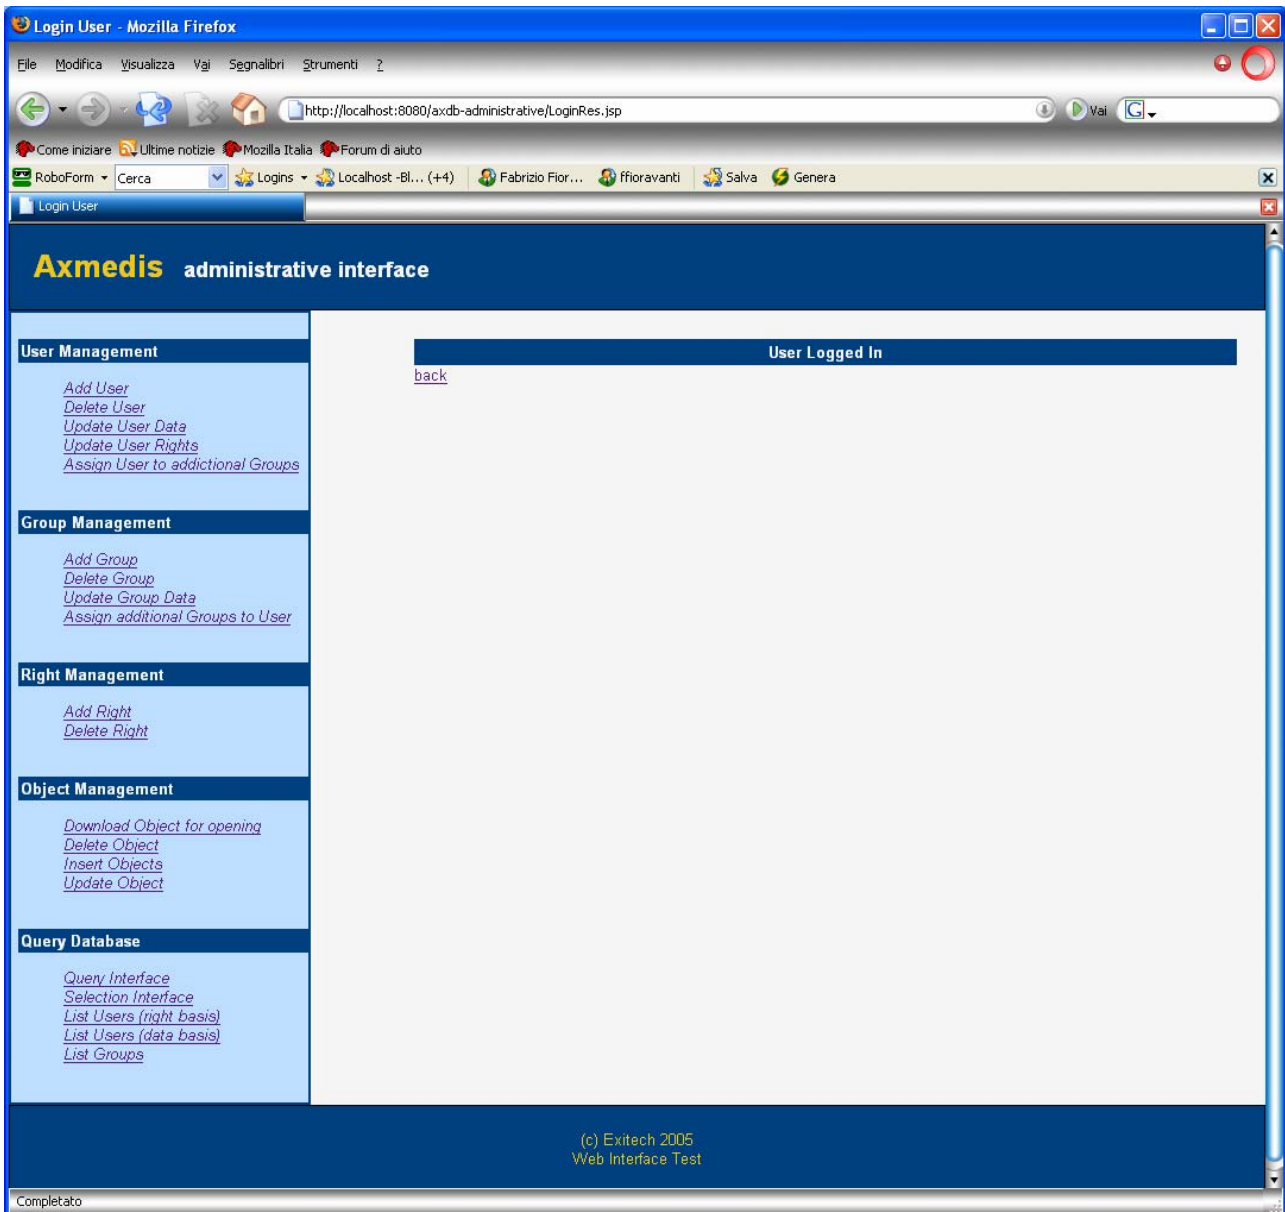 Login User - Mozilla Firefox
File Modifica Visualizza Vai Segnalibri Strumenti ?
http://localhost:8080/axdb-administrative/LoginRes.jsp Vai G
Come iniziare Ultime notizie Mozilla Italia Forum di aiuto
RoboForm Cerca Logins Localhost -Bl... (+4) Fabrizio Fior... ffioravanti Salva Genera
Login User
Axmedis administrative interface
User Management
Add User
Delete User
Update User Data
Update User Rights
Assign User to addictional Groups
Group Management
Add Group
Delete Group
Update Group Data
Assign additional Groups to User
Right Management
Add Right
Delete Right
Object Management
Download Object for opening
Delete Object
Insert Objects
Update Object
Query Database
Query Interface
Selection Interface
List Users (right basis)
List Users (data basis)
List Groups
User Logged In
back
(c) Exitech 2005
Web Interface Test
Completato